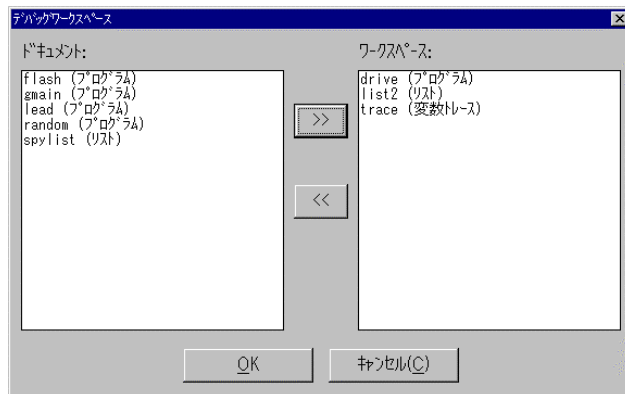 ﾃﾞﾊﾞｯｸﾞﾜｰｸｽﾍﾟｰｽ
ﾄﾞｷｭﾒﾝﾄ:
flash (ﾌﾟﾛｸﾞﾗﾑ)
gmain (ﾌﾟﾛｸﾞﾗﾑ)
lead (ﾌﾟﾛｸﾞﾗﾑ)
random (ﾌﾟﾛｸﾞﾗﾑ)
spylist (ﾘｽﾄ)
>>
<<
ﾜｰｸｽﾍﾟｰｽ:
drive (ﾌﾟﾛｸﾞﾗﾑ)
list2 (ﾘｽﾄ)
trace (変数ﾄﾚｰｽ)
OK
ｷｬﾝｾﾙ(C)